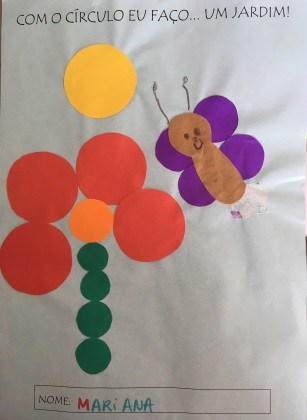 COM O CÍRCULO EU FAÇO... UM JARDIM!
NOME: MARiANA